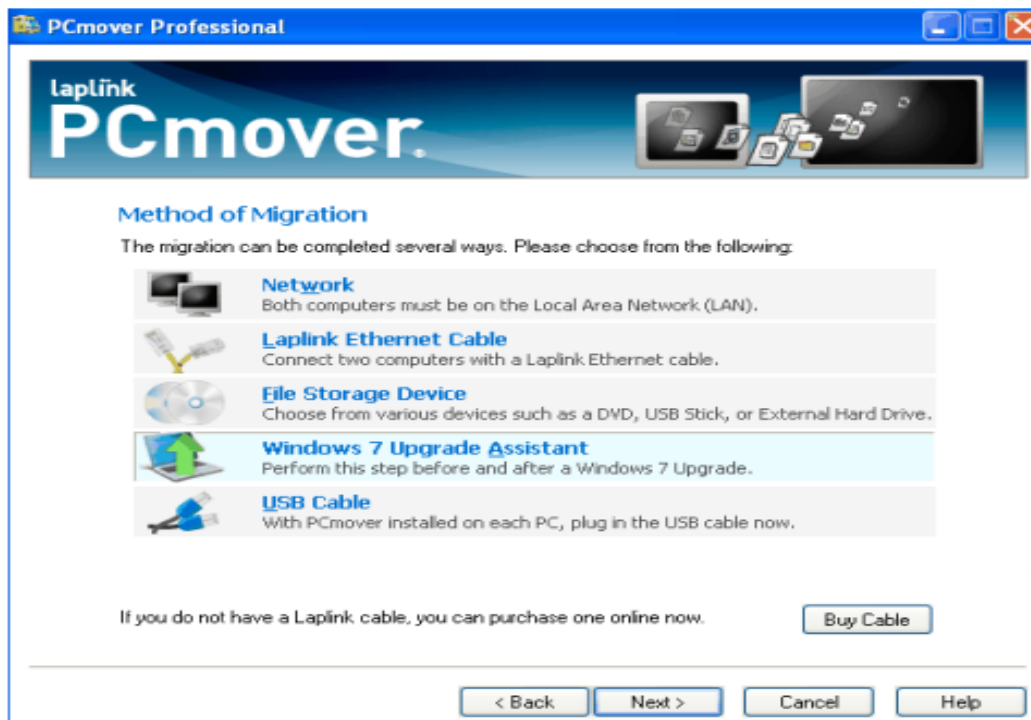 PCmover Professional
laplink
PCmover.
Method of Migration
The migration can be completed several ways. Please choose from the following:
Network
Both computers must be on the Local Area Network (LAN).
Laplink Ethernet Cable
Connect two computers with a Laplink Ethernet cable.
File Storage Device
Choose from various devices such as a DVD, USB Stick, or External Hard Drive.
Windows 7 Upgrade Assistant
Perform this step before and after a Windows 7 Upgrade.
USB Cable
With PCmover installed on each PC, plug in the USB cable now.
If you do not have a Laplink cable, you can purchase one online now. Buy Cable
< Back Next > Cancel Help